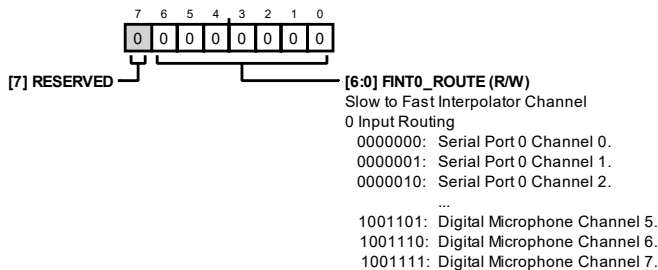 7 6 5 4 3 2 1 0
0 0 0 0 0 0 0 0
[7] RESERVED
[6:0] FINT0_ROUTE (R/W)
Slow to Fast Interpolator Channel
0 Input Routing
0000000: Serial Port 0 Channel 0.
0000001: Serial Port 0 Channel 1.
0000010: Serial Port 0 Channel 2.
...
1001101: Digital Microphone Channel 5.
1001110: Digital Microphone Channel 6.
1001111: Digital Microphone Channel 7.